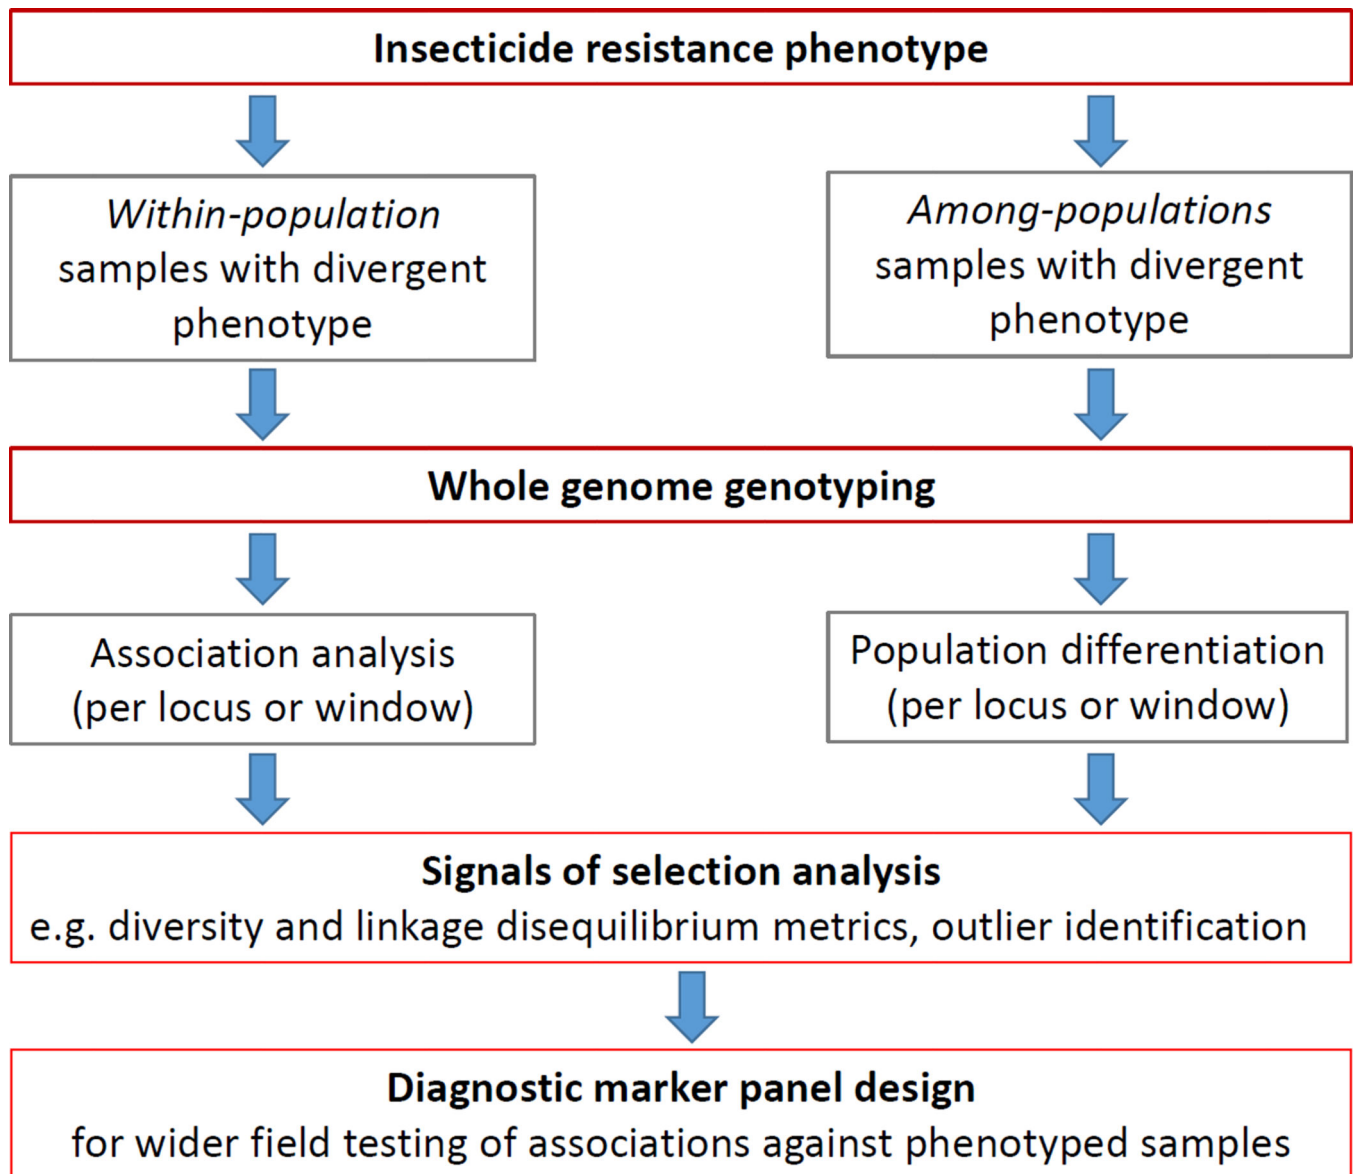 Insecticide resistance phenotype
Within-population
samples with divergent
phenotype
Among-populations
samples with divergent
phenotype
Whole genome genotyping
Association analysis
(per locus or window)
Population differentiation
(per locus or window)
Signals of selection analysis
e.g. diversity and linkage disequilibrium metrics, outlier identification
Diagnostic marker panel design
for wider field testing of associations against phenotyped samples